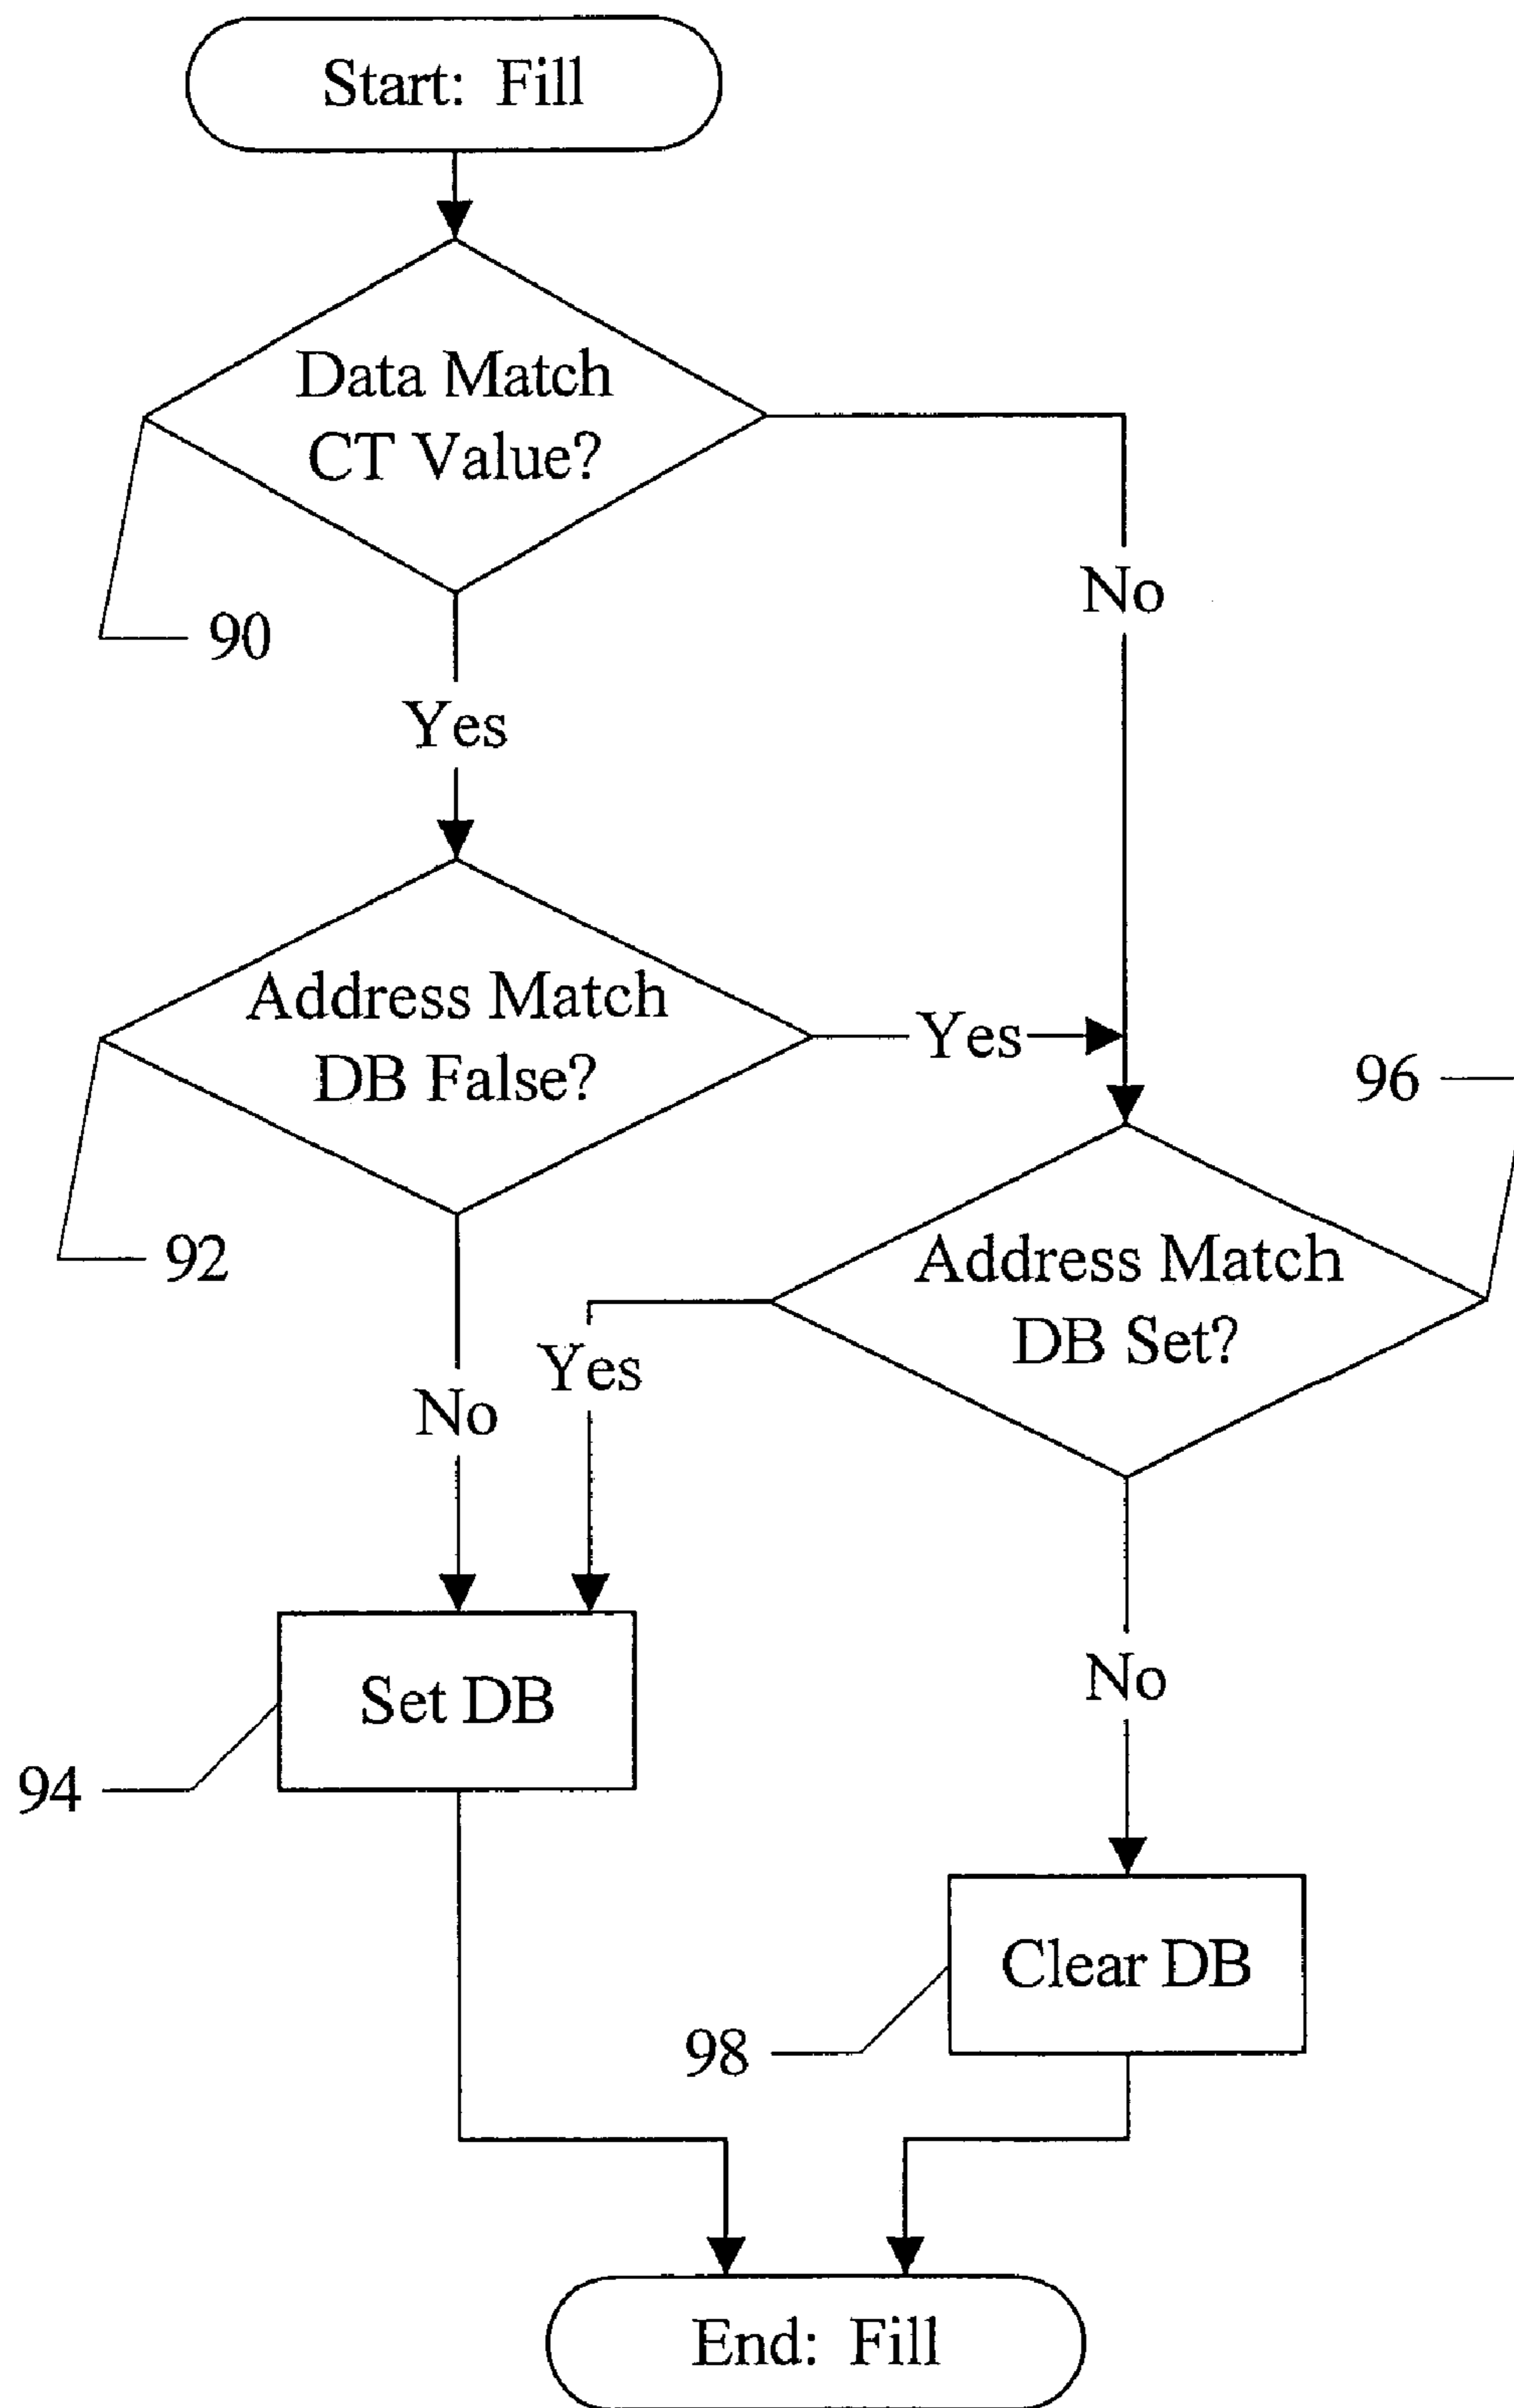 Start: Fill
Data Match
CT Value?
90
No
Yes
Address Match
DB False?
Yes
96
92
Address Match
DB Set?
Yes
No
Set DB
94
No
Clear DB
98
End: Fill